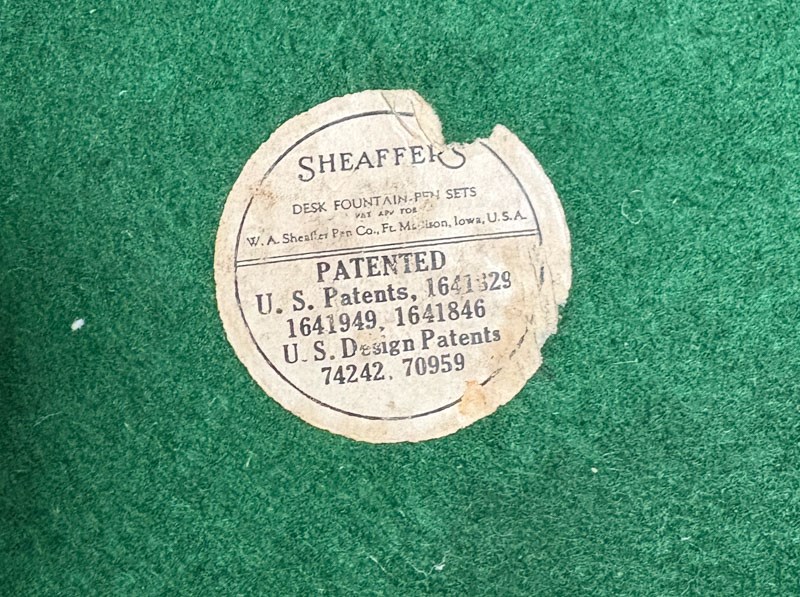 SHEAFFER'S
DESK FOUNTAIN-PEN SETS
PAT APD FOR
W. A. Sheaffer Pen Co., Ft. Madison, Iowa, U.S.A.
PATENTED
U. S. Patents,
1641949, 1641846
U. S. Design Patents
74242, 70959